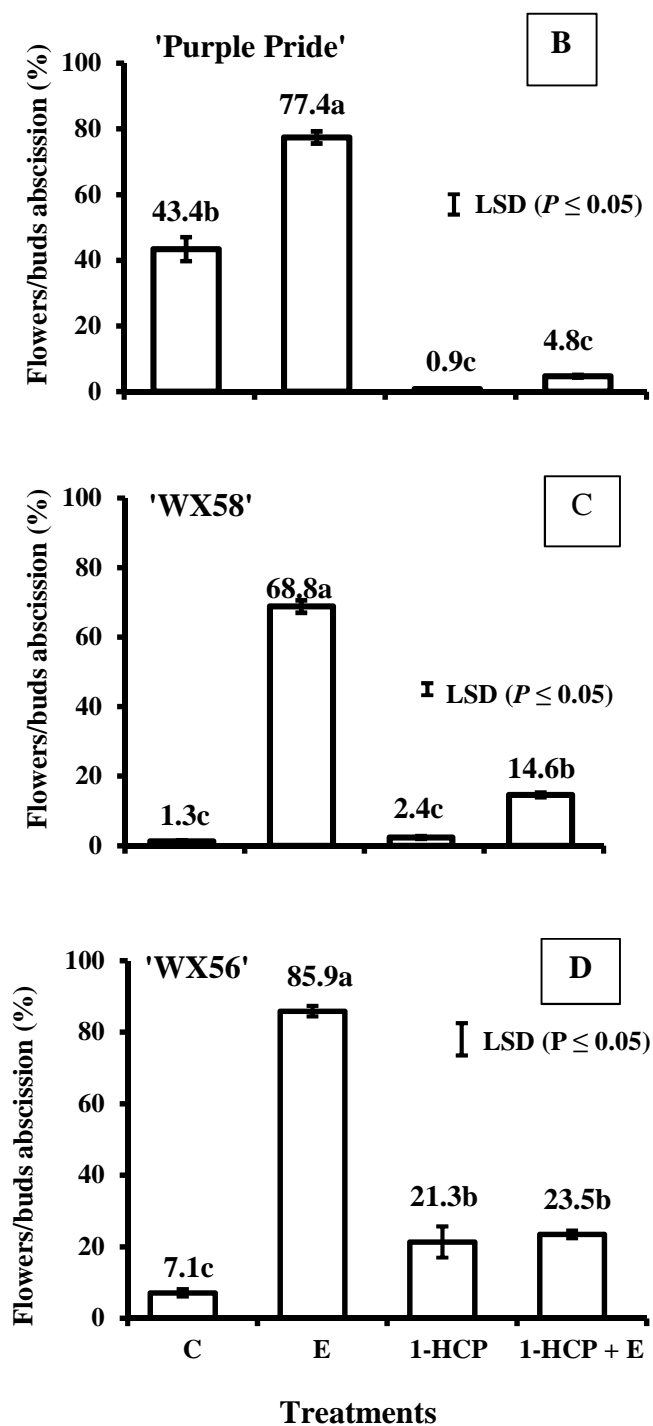 'Purple Pride'
B
Flowers/buds abscission (%)
100
80
60
40
20
0
43.4b
77.4a
0.9c
4.8c
LSD (P ≤ 0.05)
'WX58'
C
Flowers/buds abscission (%)
100
80
60
40
20
0
1.3c
68.8a
2.4c
14.6b
LSD (P ≤ 0.05)
'WX56'
D
Flowers/buds abscission (%)
100
80
60
40
20
0
7.1c
85.9a
21.3b
23.5b
LSD (P ≤ 0.05)
C E 1-HCP 1-HCP + E
Treatments